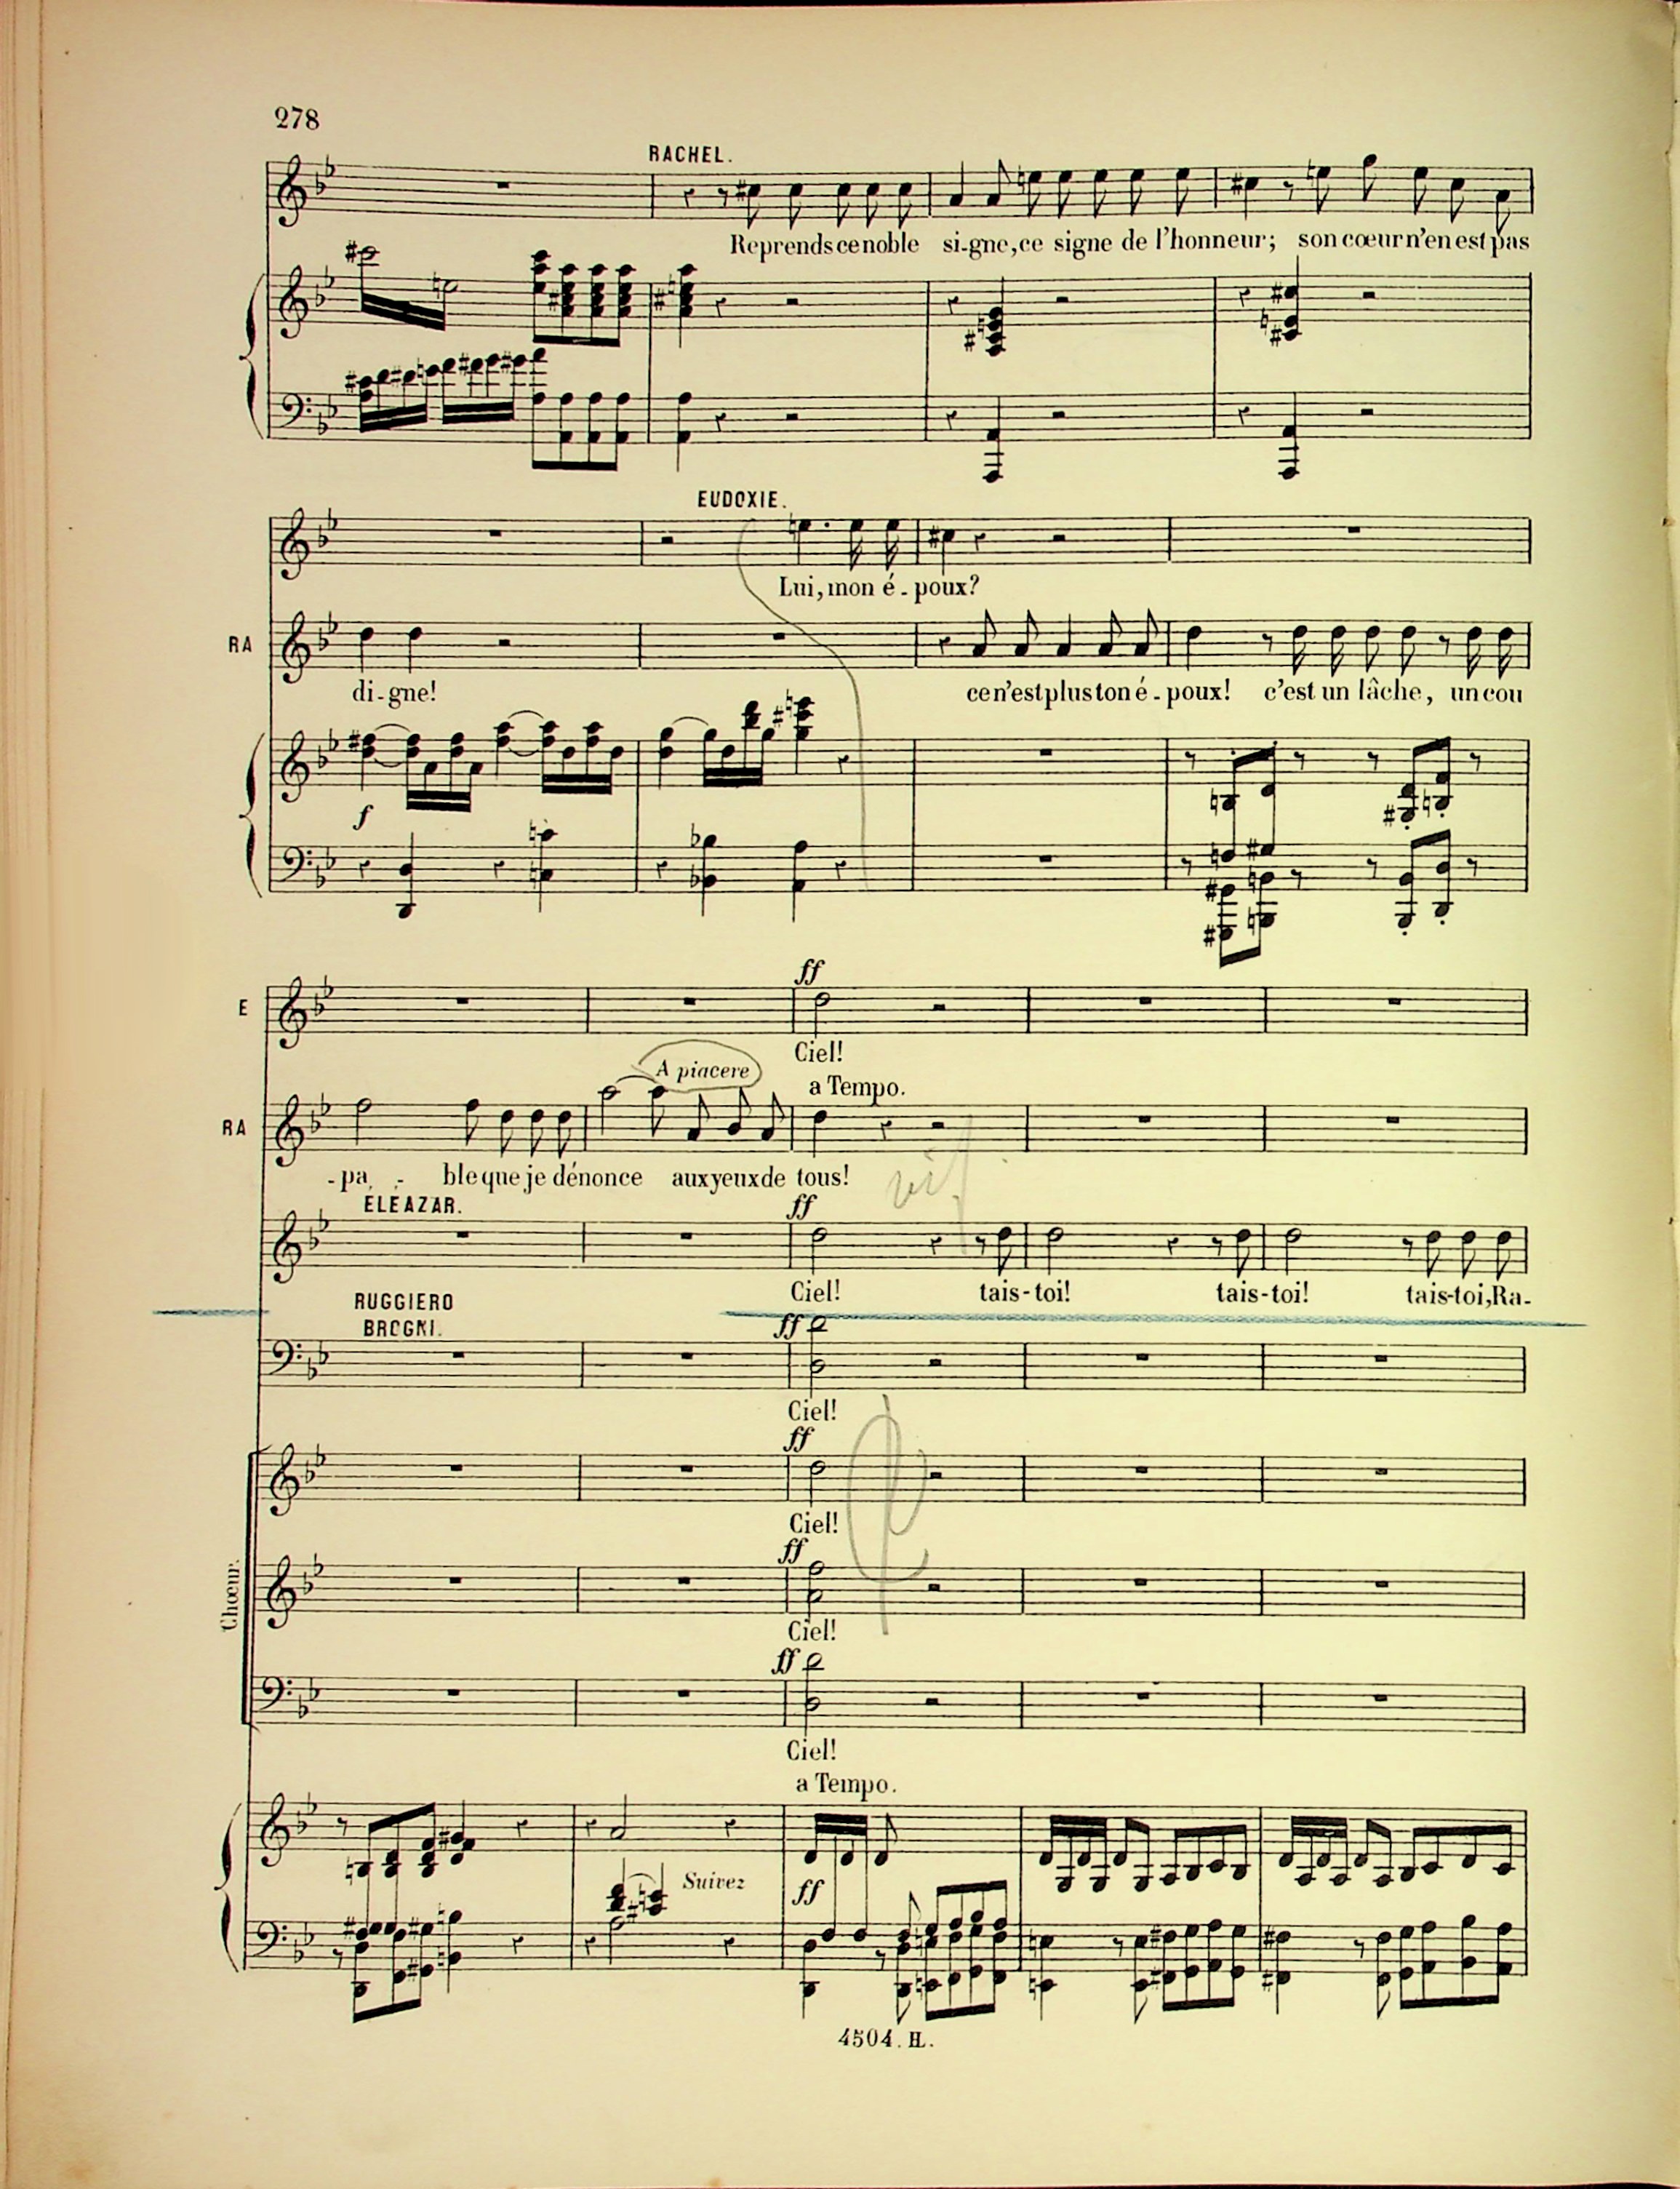 278
RACHEL.
Reprends ce noble si-gne, ce signe de l'honneur; son cœur n'en est pas
EUDOXIE.
Lui, mon é-poux?
RA
di-gne! ce n'est plus ton é-poux! c'est un lâche, un cou
f
ff
E
Ciel!
A piacere
a Tempo.
RA
-pa - ble que je dénonce aux yeux de tous!
ELEAZAR.
ff
Ciel! tais-toi! tais-toi! tais-toi, Ra-
RUGGIERO
BROGNI.
ff
Ciel!
ff
Ciel!
Chœur.
ff
Ciel!
ff
Ciel!
a Tempo.
Suivez
ff
4504. H.